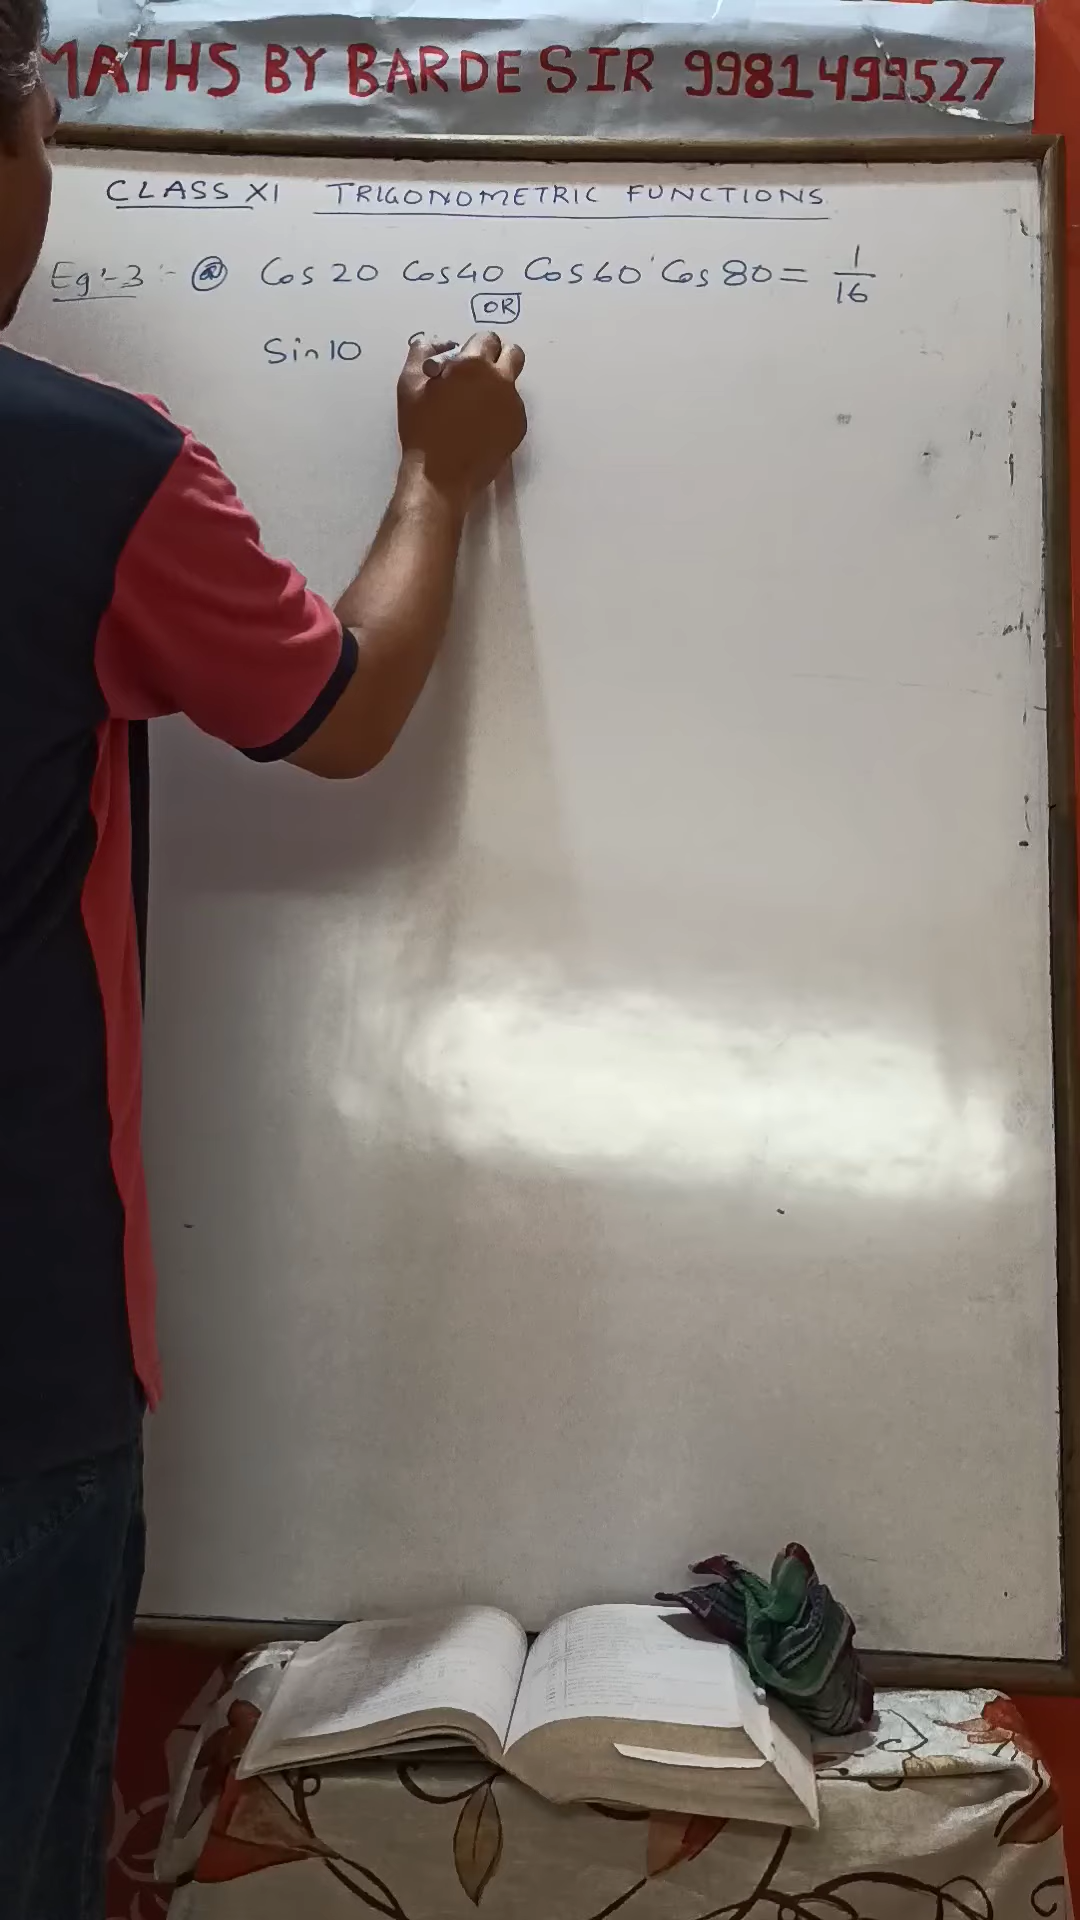 MATHS BY BARDE SIR 9981499527
CLASS XI TRIGONOMETRIC FUNCTIONS
Eg:-3 :- (a) Cos 20 Cos 40 Cos 60 Cos 80 = 1/16
OR
Sin 10